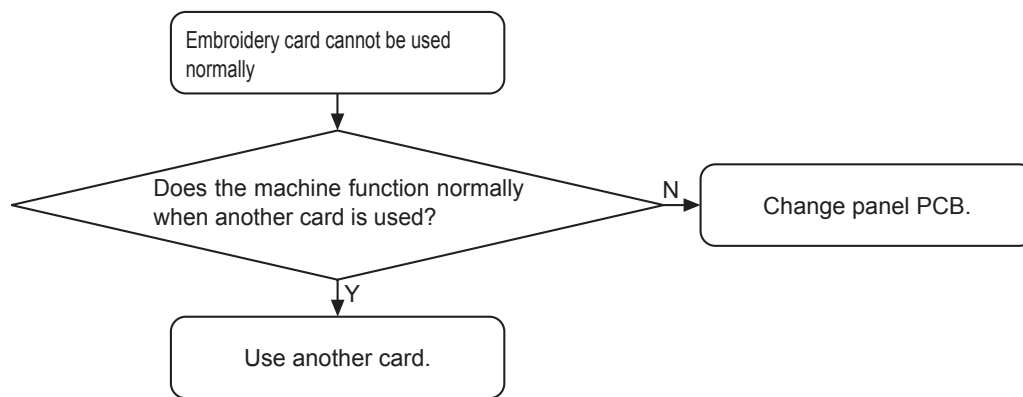 Embroidery card cannot be used
normally
Does the machine function normally
when another card is used?
N
Change panel PCB.
Y
Use another card.